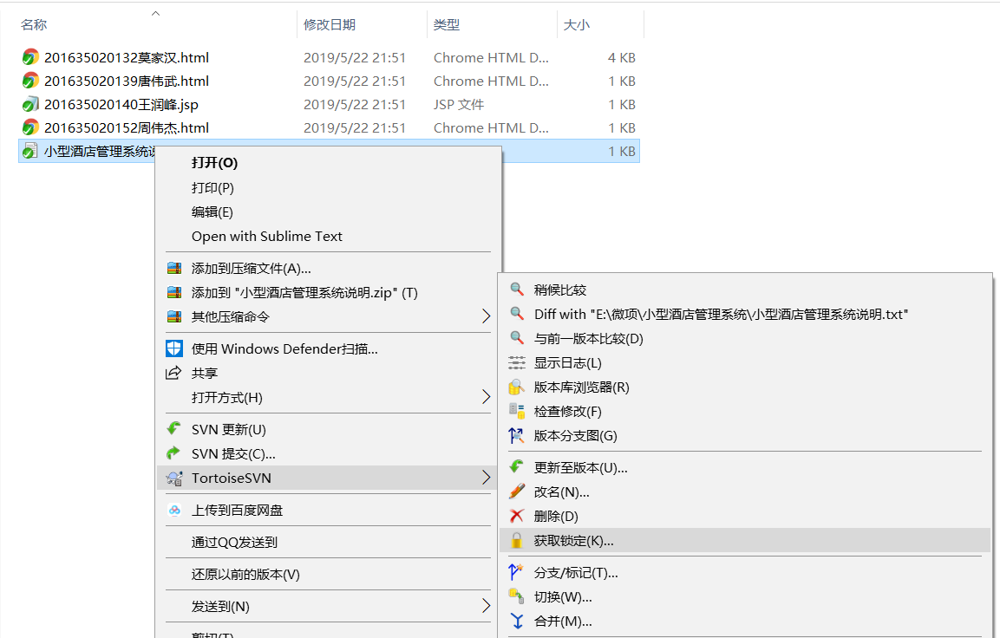 名称 修改日期 类型 大小
201635020132莫家汉.html 2019/5/22 21:51 Chrome HTML D... 4 KB
201635020139唐伟武.html 2019/5/22 21:51 Chrome HTML D... 1 KB
201635020140王润峰.jsp 2019/5/22 21:51 JSP 文件 1 KB
201635020152周伟杰.html 2019/5/22 21:51 Chrome HTML D... 1 KB
小型酒店管理系统说 1 KB
打开(O)
打印(P)
编辑(E)
Open with Sublime Text
添加到压缩文件(A)...
添加到 "小型酒店管理系统说明.zip" (T)
其他压缩命令
使用 Windows Defender扫描...
共享
打开方式(H)
SVN 更新(U)
SVN 提交(C)...
TortoiseSVN
上传到百度网盘
通过QQ发送到
还原以前的版本(V)
发送到(N)
剪切(T)
稍候比较
Diff with "E:\微项\小型酒店管理系统\小型酒店管理系统说明.txt"
与前一版本比较(D)
显示日志(L)
版本库浏览器(R)
检查修改(F)
版本分支图(G)
更新至版本(U)...
改名(N)...
删除(D)
获取锁定(K)...
分支/标记(T)...
切换(W)...
合并(M)...